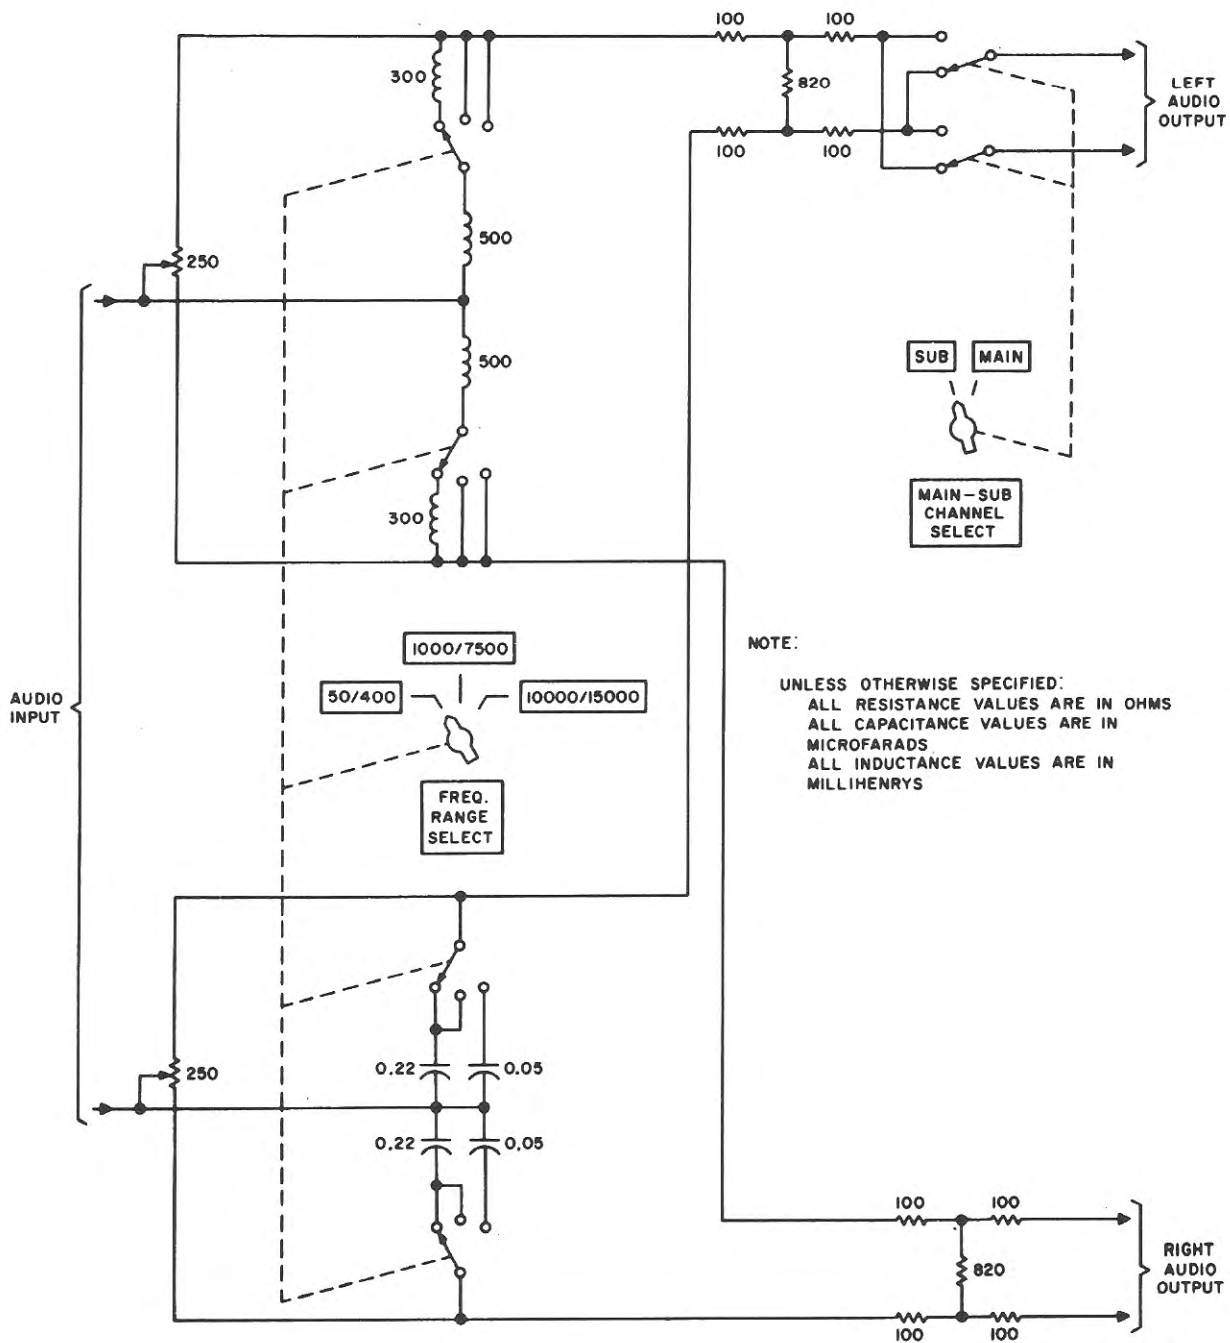 100
100
300
820
LEFT
AUDIO
OUTPUT
100
100
500
250
500
SUB
MAIN
300
MAIN-SUB
CHANNEL
SELECT
1000/7500
50/400
10000/15000
AUDIO
INPUT
FREQ.
RANGE
SELECT
NOTE:
UNLESS OTHERWISE SPECIFIED:
ALL RESISTANCE VALUES ARE IN OHMS
ALL CAPACITANCE VALUES ARE IN
MICROFARADS
ALL INDUCTANCE VALUES ARE IN
MILLIHENRYS
250
0.22
0.05
0.22
0.05
100
100
820
RIGHT
AUDIO
OUTPUT
100
100